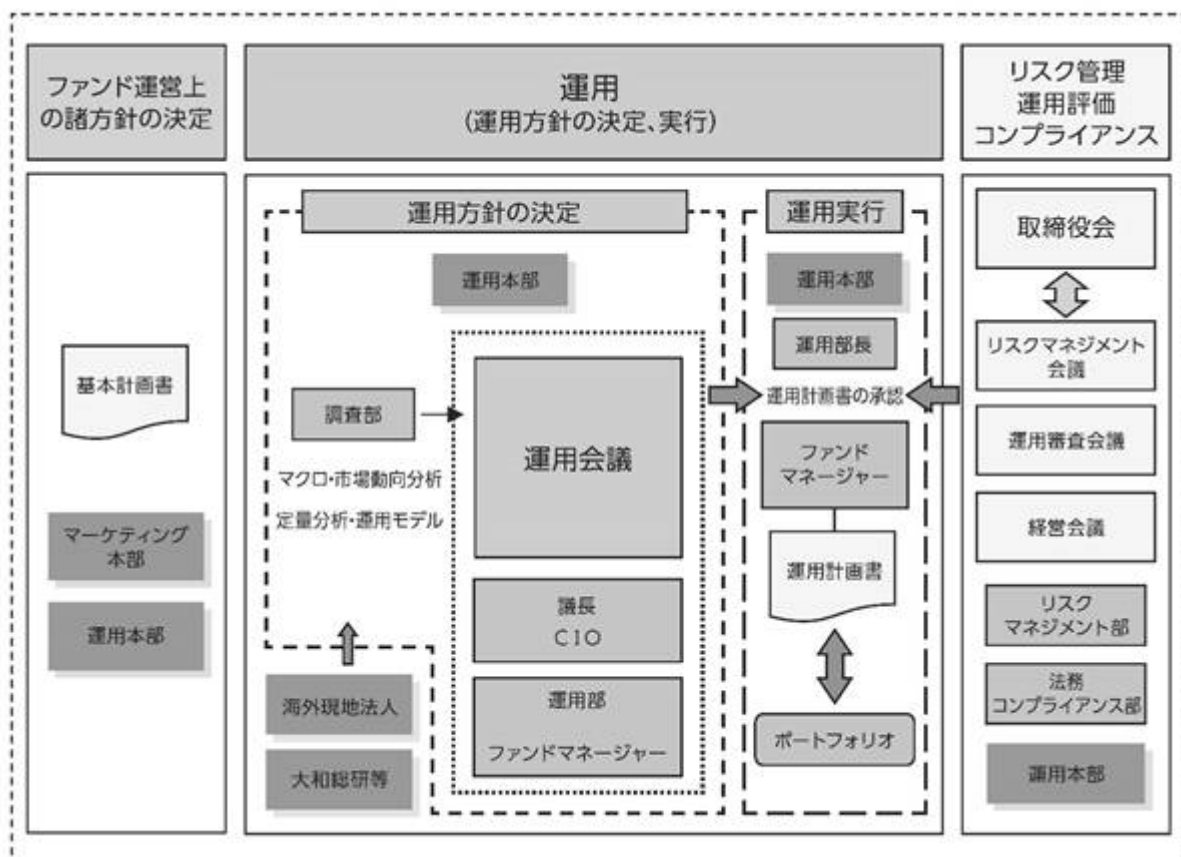 ファンド運営上
の諸方針の決定
基本計画書
マーケティング
本部
運用本部
運用
(運用方針の決定、実行)
運用方針の決定
運用本部
調査部
マクロ・市場動向分析
定量分析・運用モデル
海外現地法人
大和総研等
運用会議
議長
CIO
運用部
ファンドマネージャー
運用実行
運用本部
運用部長
運用計画書の承認
ファンド
マネージャー
運用計画書
ポートフォリオ
リスク管理
運用評価
コンプライアンス
取締役会
リスクマネジメント
会議
運用審査会議
経営会議
リスク
マネジメント部
法務
コンプライアンス部
運用本部